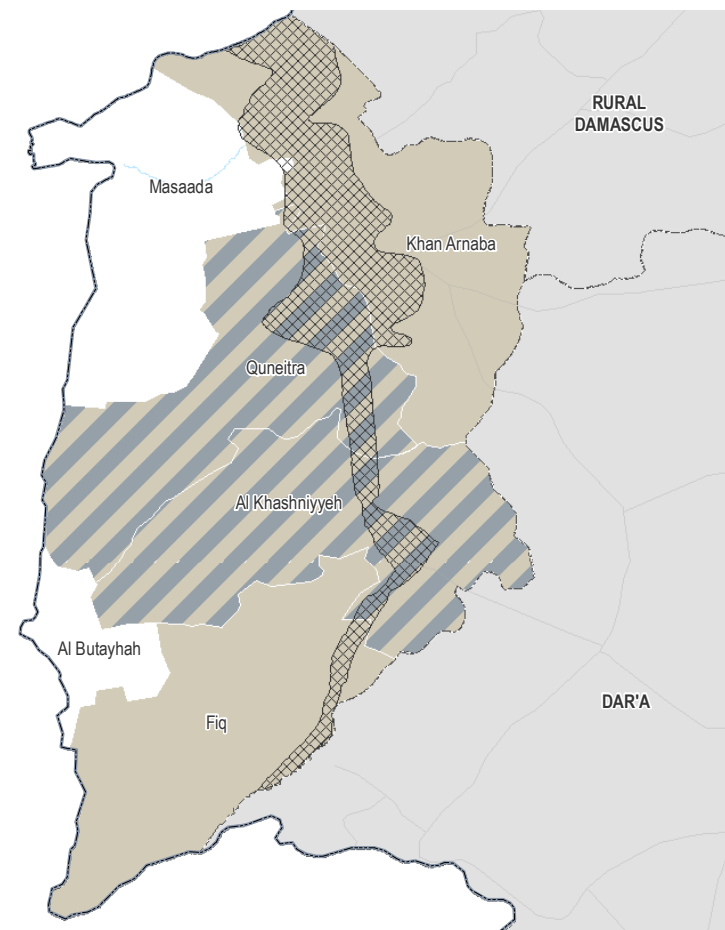 RURAL
DAMASCUS
Masaada
Khan Arnaba
Quneitra
Al Khashniyyeh
Al Butayhah
DAR'A
Fiq